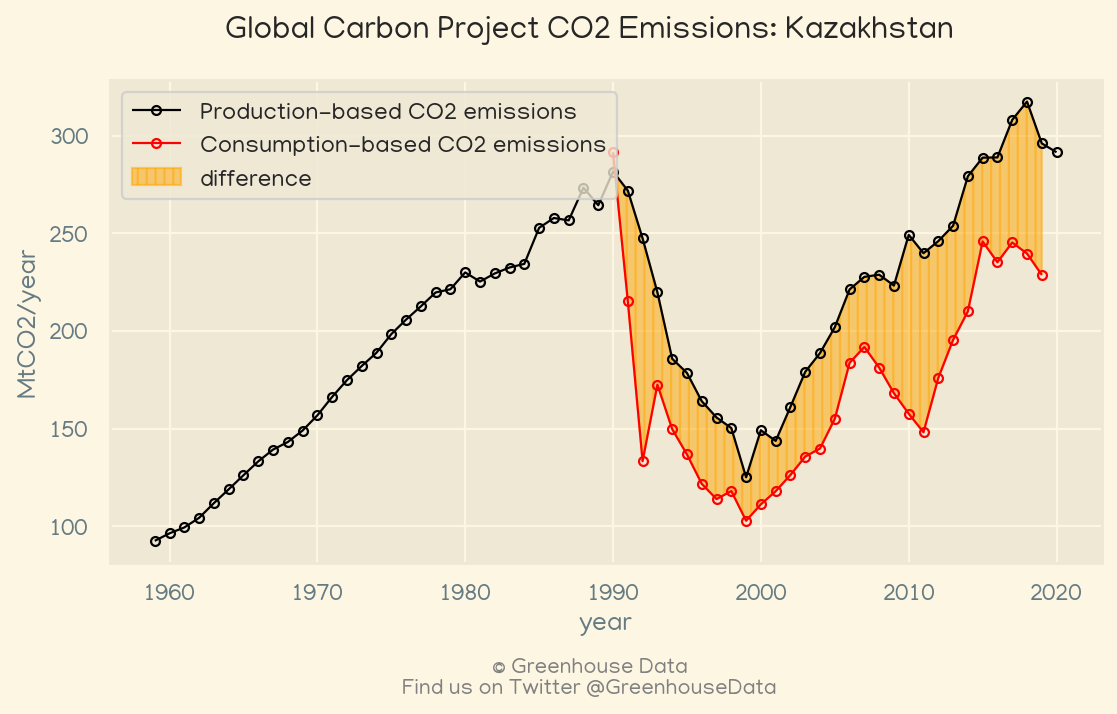 Global Carbon Project CO2 Emissions: Kazakhstan
Production-based CO2 emissions
Consumption-based CO2 emissions
difference
300
250
200
150
100
MtCO2/year
1960 1970 1980 1990 2000 2010 2020
year
© Greenhouse Data
Find us on Twitter @GreenhouseData